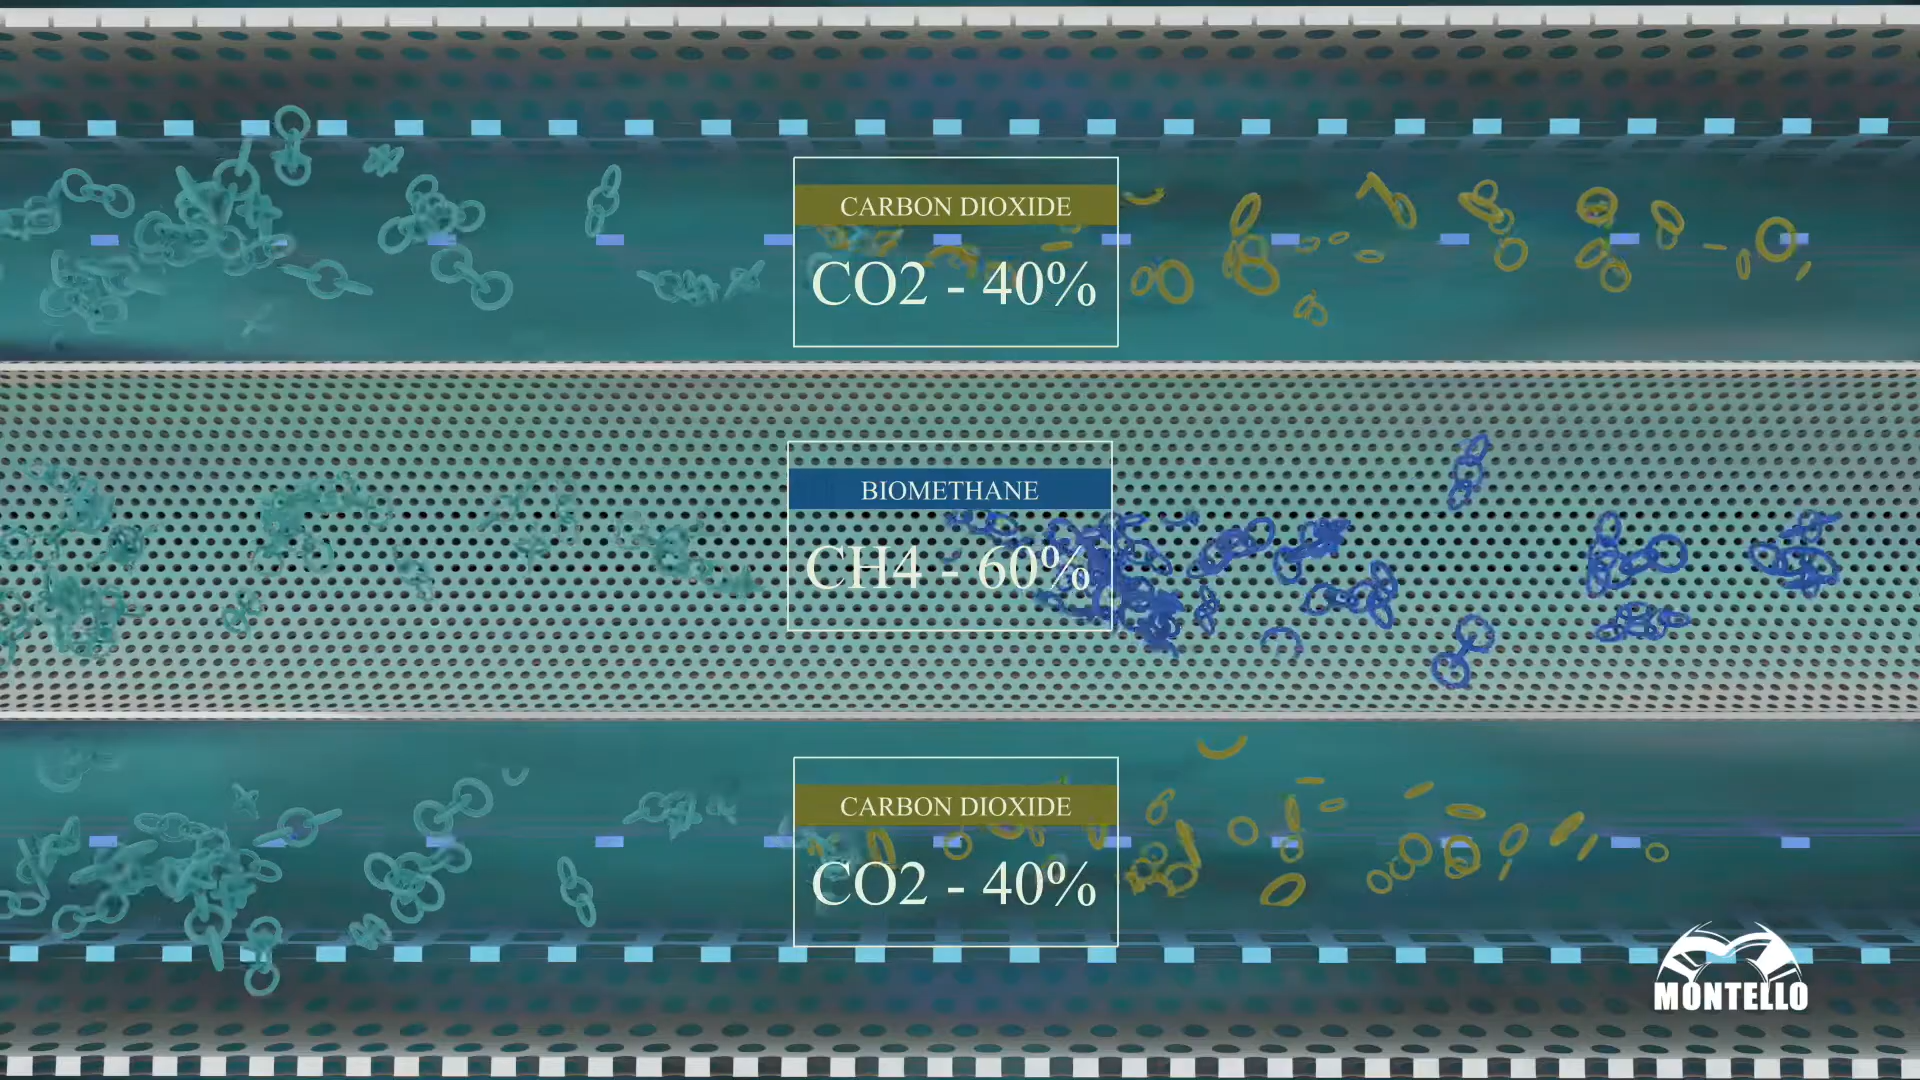 CARBON DIOXIDE
CO2 - 40%
BIOMETHANE
CH4 - 60%
CARBON DIOXIDE
CO2 - 40%
MONTELLO